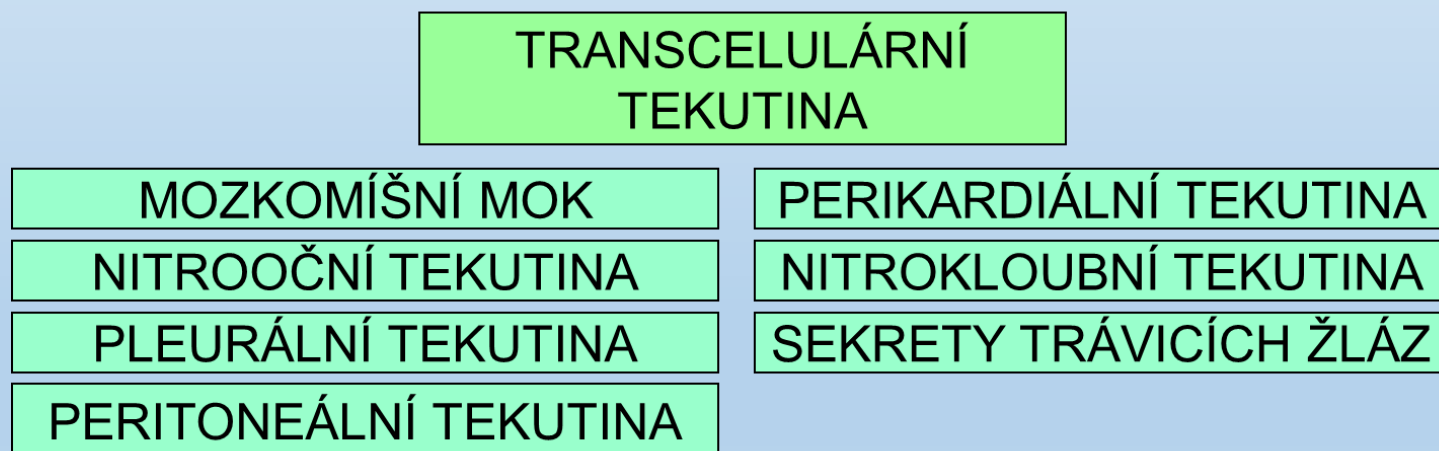 TRANSCELULÁRNÍ
TEKUTINA
MOZKOMÍŠNÍ MOK
PERIKARDIÁLNÍ TEKUTINA
NITROOČNÍ TEKUTINA
NITROKLOUBNÍ TEKUTINA
PLEURÁLNÍ TEKUTINA
SEKRETY TRÁVICÍCH ŽLÁZ
PERITONEÁLNÍ TEKUTINA